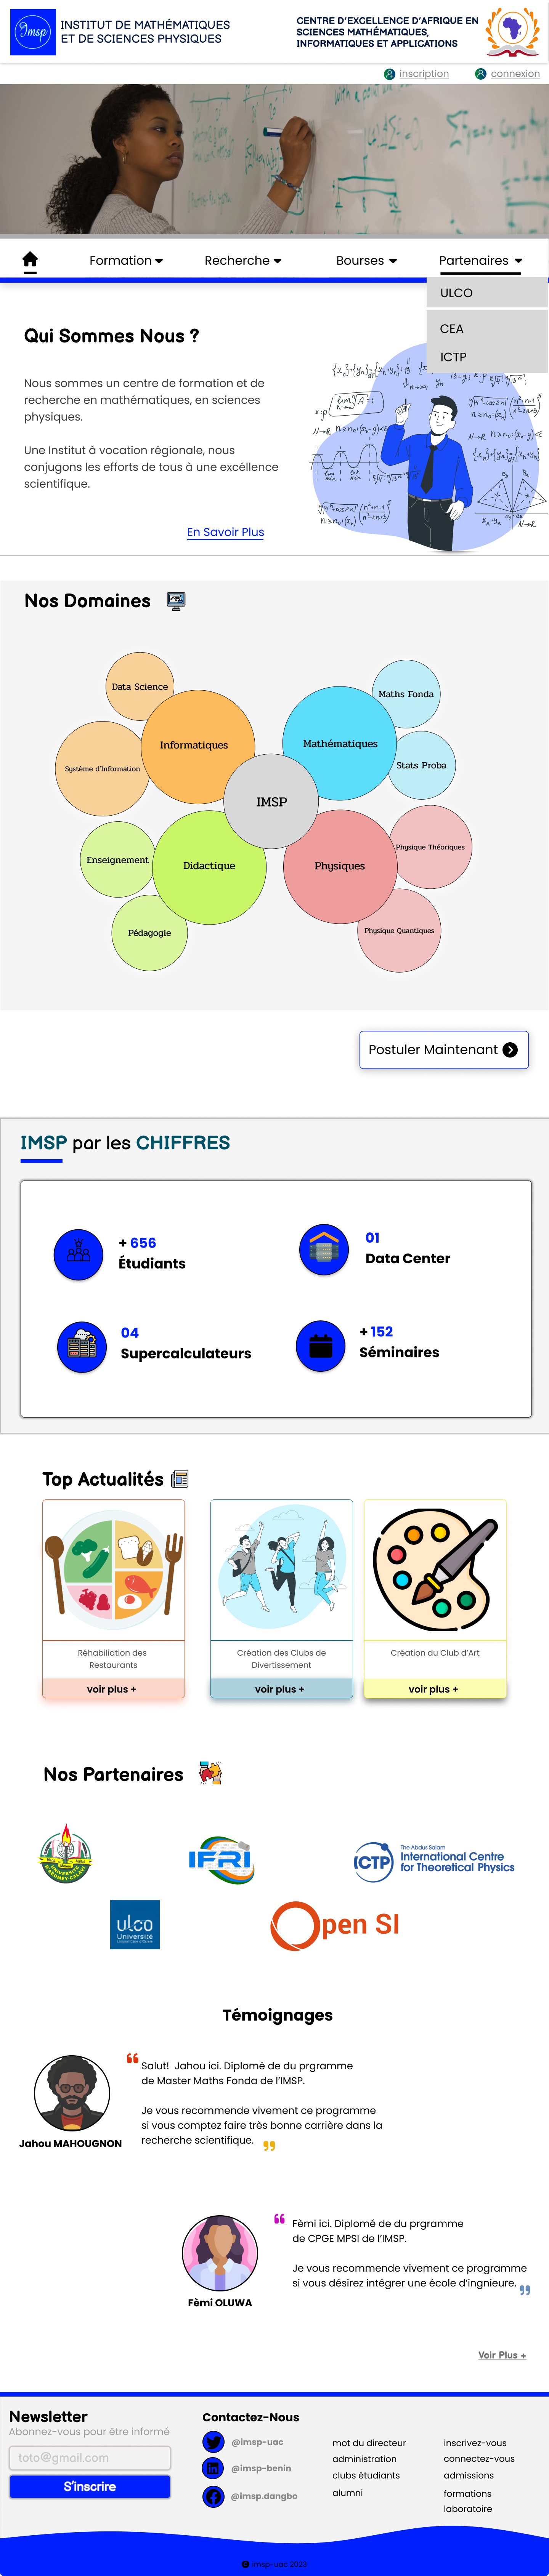 Imsp
INSTITUT DE MATHÉMATIQUES
ET DE SCIENCES PHYSIQUES
CENTRE D'EXCELLENCE D'AFRIQUE EN
SCIENCES MATHÉMATIQUES,
INFORMATIQUES ET APPLICATIONS
inscription
connexion
Formation
Recherche
Bourses
Partenaires
ULCO
CEA
ICTP
Qui Sommes Nous ?
Nous sommes un centre de formation et de
recherche en mathématiques, en sciences
physiques.
Une Institut à vocation régionale, nous
conjugons les efforts de tous à une excéllence
scientifique.
En Savoir Plus
Nos Domaines
Data Science
Maths Fonda
Informatiques
Mathématiques
Système d'Information
Stats Proba
IMSP
Enseignement
Didactique
Physiques
Physique Théoriques
Pédagogie
Physique Quantiques
Postuler Maintenant
IMSP par les CHIFFRES
+ 656
Étudiants
01
Data Center
04
Supercalculateurs
+ 152
Séminaires
Top Actualités
Réhabiliation des
Restaurants
voir plus +
Création des Clubs de
Divertissement
voir plus +
Création du Club d'Art
voir plus +
Nos Partenaires
IFRI
ICTP
The Abdus Salam
International Centre
for Theoretical Physics
ulco
Université
Open SI
Témoignages
Salut! Jahou ici. Diplomé de du prgramme
de Master Maths Fonda de l'IMSP.
Je vous recommende vivement ce programme
si vous comptez faire très bonne carrière dans la
recherche scientifique.
Jahou MAHOUGNON
Fèmi ici. Diplomé de du prgramme
de CPGE MPSI de l'IMSP.
Je vous recommende vivement ce programme
si vous désirez intégrer une école d'ingnieure.
Fèmi OLUWA
Voir Plus +
Newsletter
Abonnez-vous pour être informé
toto@gmail.com
S'inscrire
Contactez-Nous
@imsp-uac
@imsp-benin
@imsp.dangbo
mot du directeur
administration
clubs étudiants
alumni
inscrivez-vous
connectez-vous
admissions
formations
laboratoire
imsp-uac 2023